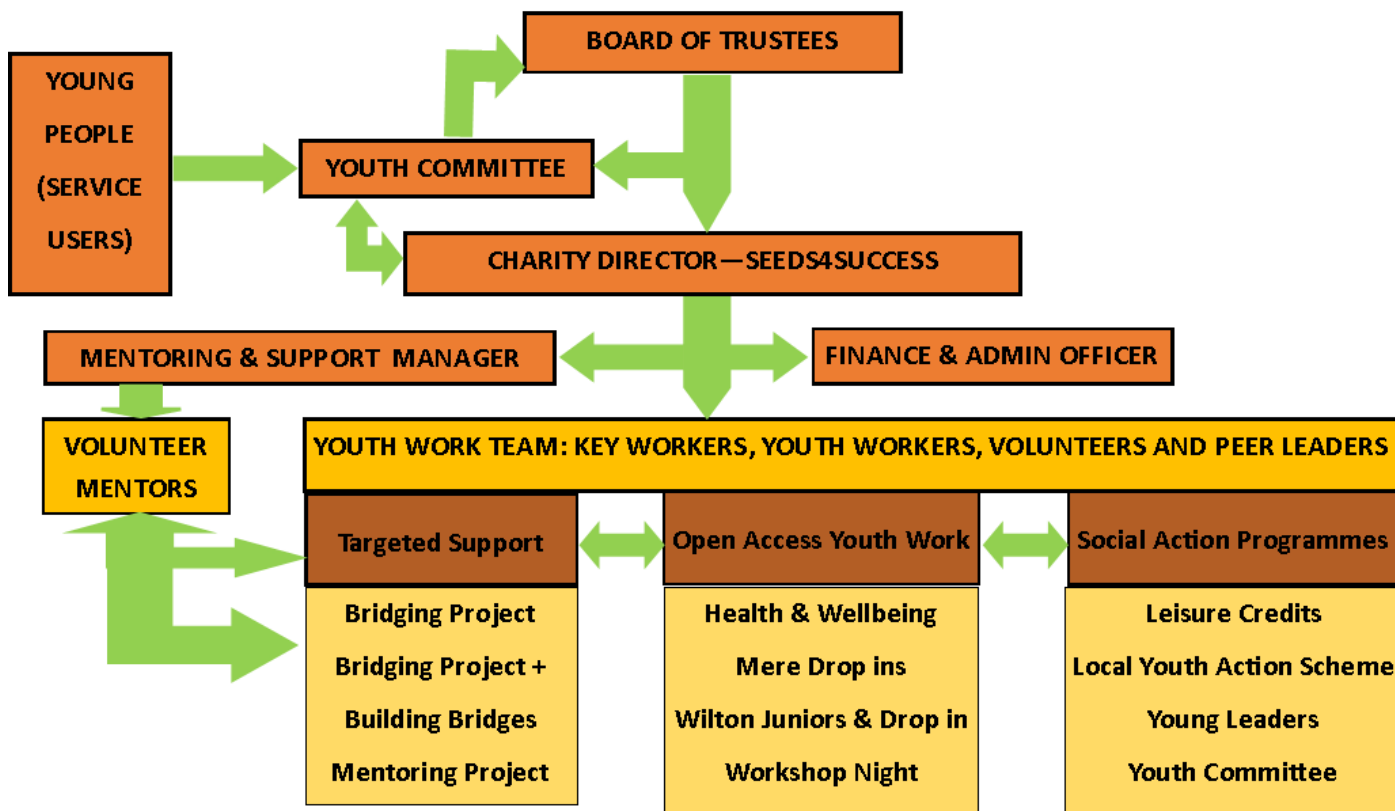 BOARD OF TRUSTEES
YOUNG
PEOPLE
(SERVICE
USERS)
YOUTH COMMITTEE
CHARITY DIRECTOR—SEEDS4SUCCESS
MENTORING & SUPPORT MANAGER
FINANCE & ADMIN OFFICER
VOLUNTEER
MENTORS
YOUTH WORK TEAM: KEY WORKERS, YOUTH WORKERS, VOLUNTEERS AND PEER LEADERS
Targeted Support
Open Access Youth Work
Social Action Programmes
Bridging Project
Bridging Project +
Building Bridges
Mentoring Project
Health & Wellbeing
Mere Drop ins
Wilton Juniors & Drop in
Workshop Night
Leisure Credits
Local Youth Action Scheme
Young Leaders
Youth Committee